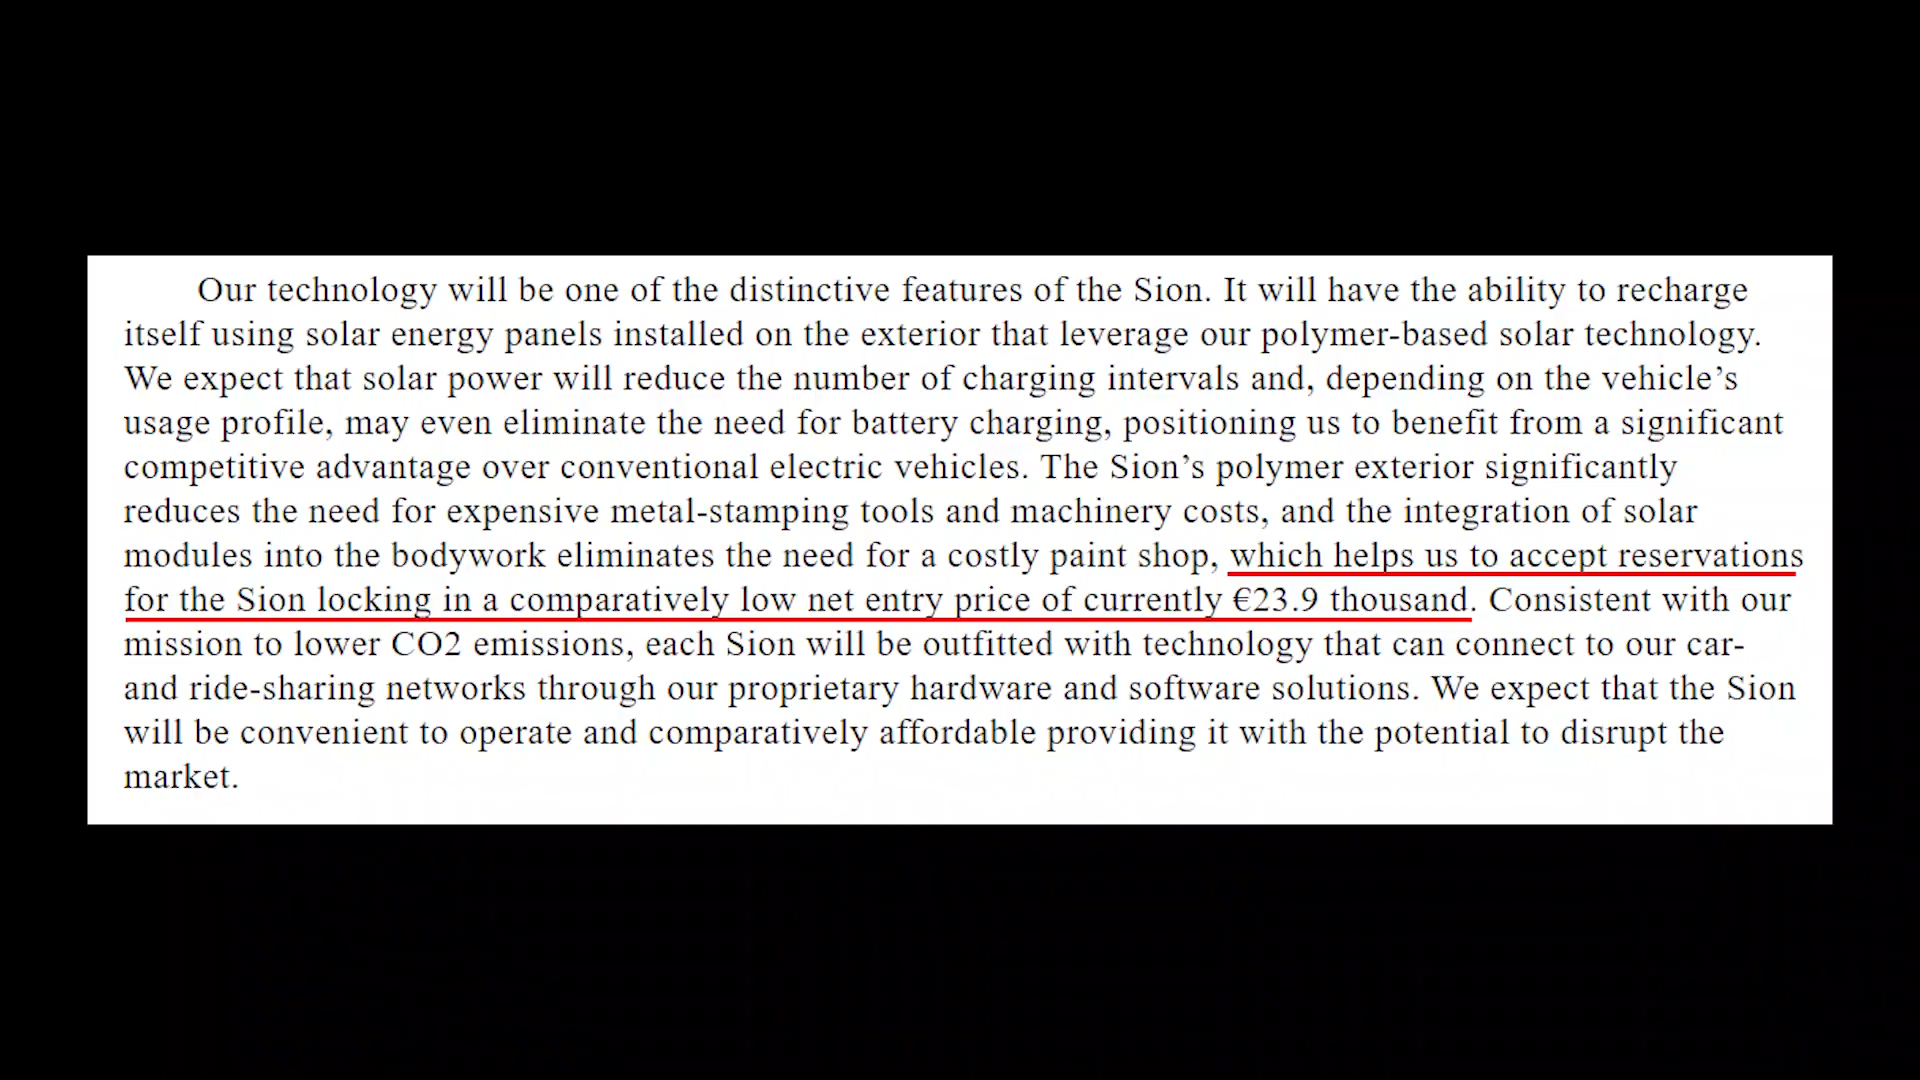 Our technology will be one of the distinctive features of the Sion. It will have the ability to recharge
itself using solar energy panels installed on the exterior that leverage our polymer-based solar technology.
We expect that solar power will reduce the number of charging intervals and, depending on the vehicle’s
usage profile, may even eliminate the need for battery charging, positioning us to benefit from a significant
competitive advantage over conventional electric vehicles. The Sion’s polymer exterior significantly
reduces the need for expensive metal-stamping tools and machinery costs, and the integration of solar
modules into the bodywork eliminates the need for a costly paint shop, which helps us to accept reservations
for the Sion locking in a comparatively low net entry price of currently €23.9 thousand. Consistent with our
mission to lower CO2 emissions, each Sion will be outfitted with technology that can connect to our car-
and ride-sharing networks through our proprietary hardware and software solutions. We expect that the Sion
will be convenient to operate and comparatively affordable providing it with the potential to disrupt the
market.